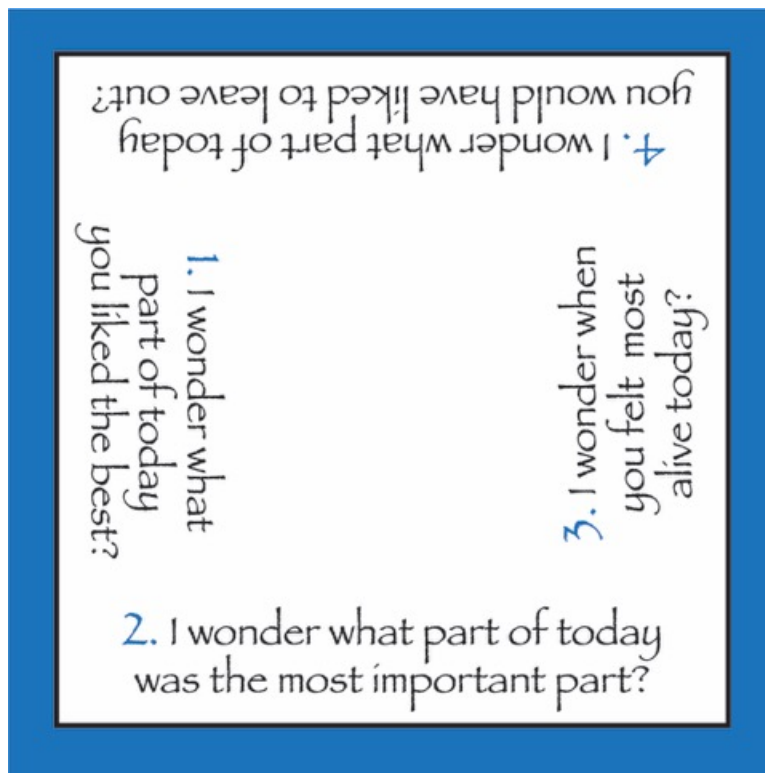 1. I wonder what
part of today
you liked the best?
2. I wonder what part of today
was the most important part?
3. I wonder when
you felt most
alive today?
4. I wonder what part of today
you would have liked to leave out?